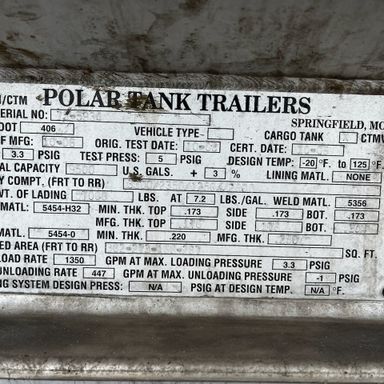 /CTM POLAR TANK TRAILERS
ERIAL NO: SPRINGFIELD, MO
DOT 406 VEHICLE TYPE CARGO TANK CTMV
F MFG: ORIG. TEST DATE: CERT. DATE:
3.3 PSIG TEST PRESS: 5 PSIG DESIGN TEMP: -20 °F. to 125 °F.
AL CAPACITY U.S. GALS. + 3 % LINING MATL: NONE
Y COMPT. (FRT TO RR)
WT. OF LADING LBS. AT 7.2 LBS./GAL. WELD MATL. 5356
MATL: 5454-H32 MIN. THK. TOP .173 SIDE .173 BOT. .173
MFG. THK. TOP SIDE BOT.
MATL. 5454-0 MIN. THK. .220 MFG. THK.
ED AREA (FRT TO RR) SQ. FT.
LOAD RATE 1350 GPM AT MAX. LOADING PRESSURE 3.3 PSIG
UNLOADING RATE 447 GPM AT MAX. UNLOADING PRESSURE -1 PSIG
NG SYSTEM DESIGN PRESS: N/A PSIG AT DESIGN TEMP. N/A °F.